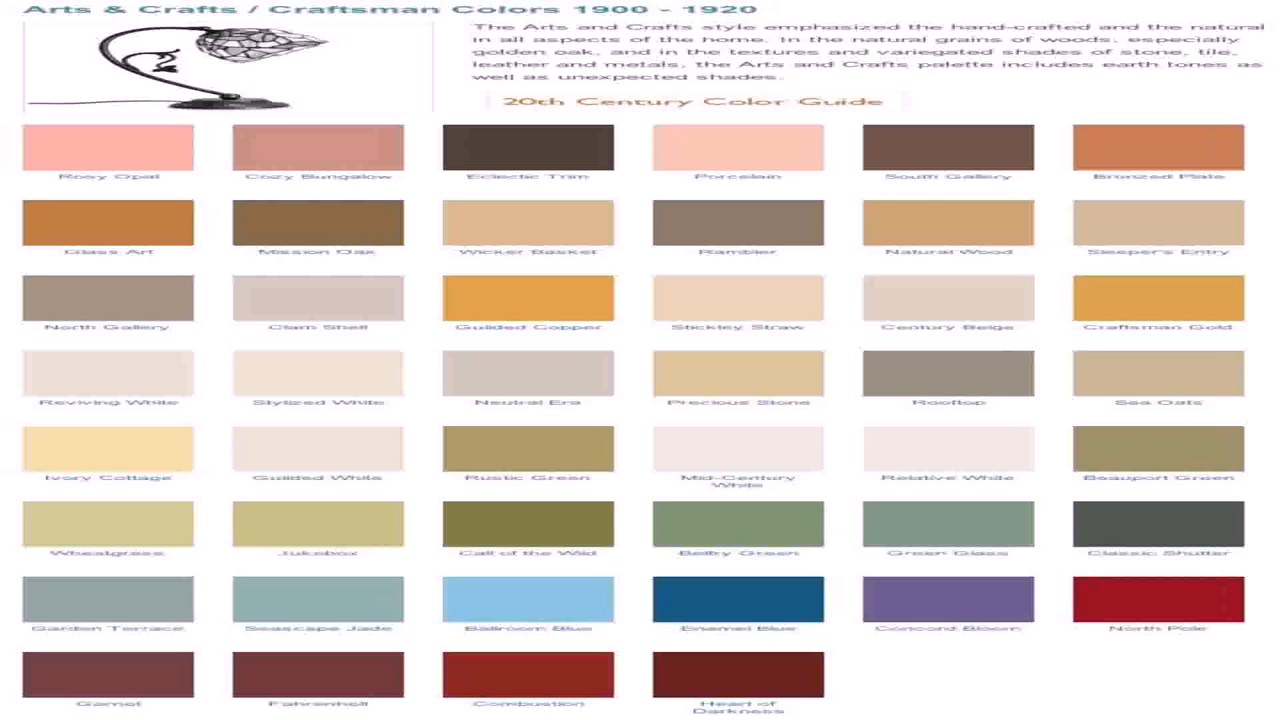 Arts & Crafts / Craftsman Colors 1900 - 1920
The Arts and Crafts style emphasized the hand-crafted and the natural
in all aspects of the home. In the natural grains of woods, especially
golden oak, and in the textures and variegated shades of stone, tile,
leather and metals, the Arts and Crafts palette includes earth tones as
well as unexpected shades.
20th Century Color Guide
Rosy Opal
Cozy Bungalow
Eclectic Trim
Porcelain
South Gallery
Bronzed Plate
Glass Art
Mission Oak
Wicker Basket
Rambler
Natural Wood
Sleeper's Entry
North Gallery
Clam Shell
Guilded Copper
Stickley Straw
Century Beige
Craftsman Gold
Reviving White
Stylized White
Neutral Era
Precious Stone
Rooftop
Sea Oats
Ivory Cottage
Guilded White
Rustic Green
Mid-Century
White
Relative White
Beauport Green
Wheatgrass
Jukebox
Call of the Wild
Belfry Green
Green Glass
Classic Shutter
Garden Terrace
Seascape Jade
Ballroom Blue
Enamel Blue
Concord Bloom
North Pole
Garnet
Fahrenheit
Combustion
Heart of
Darkness